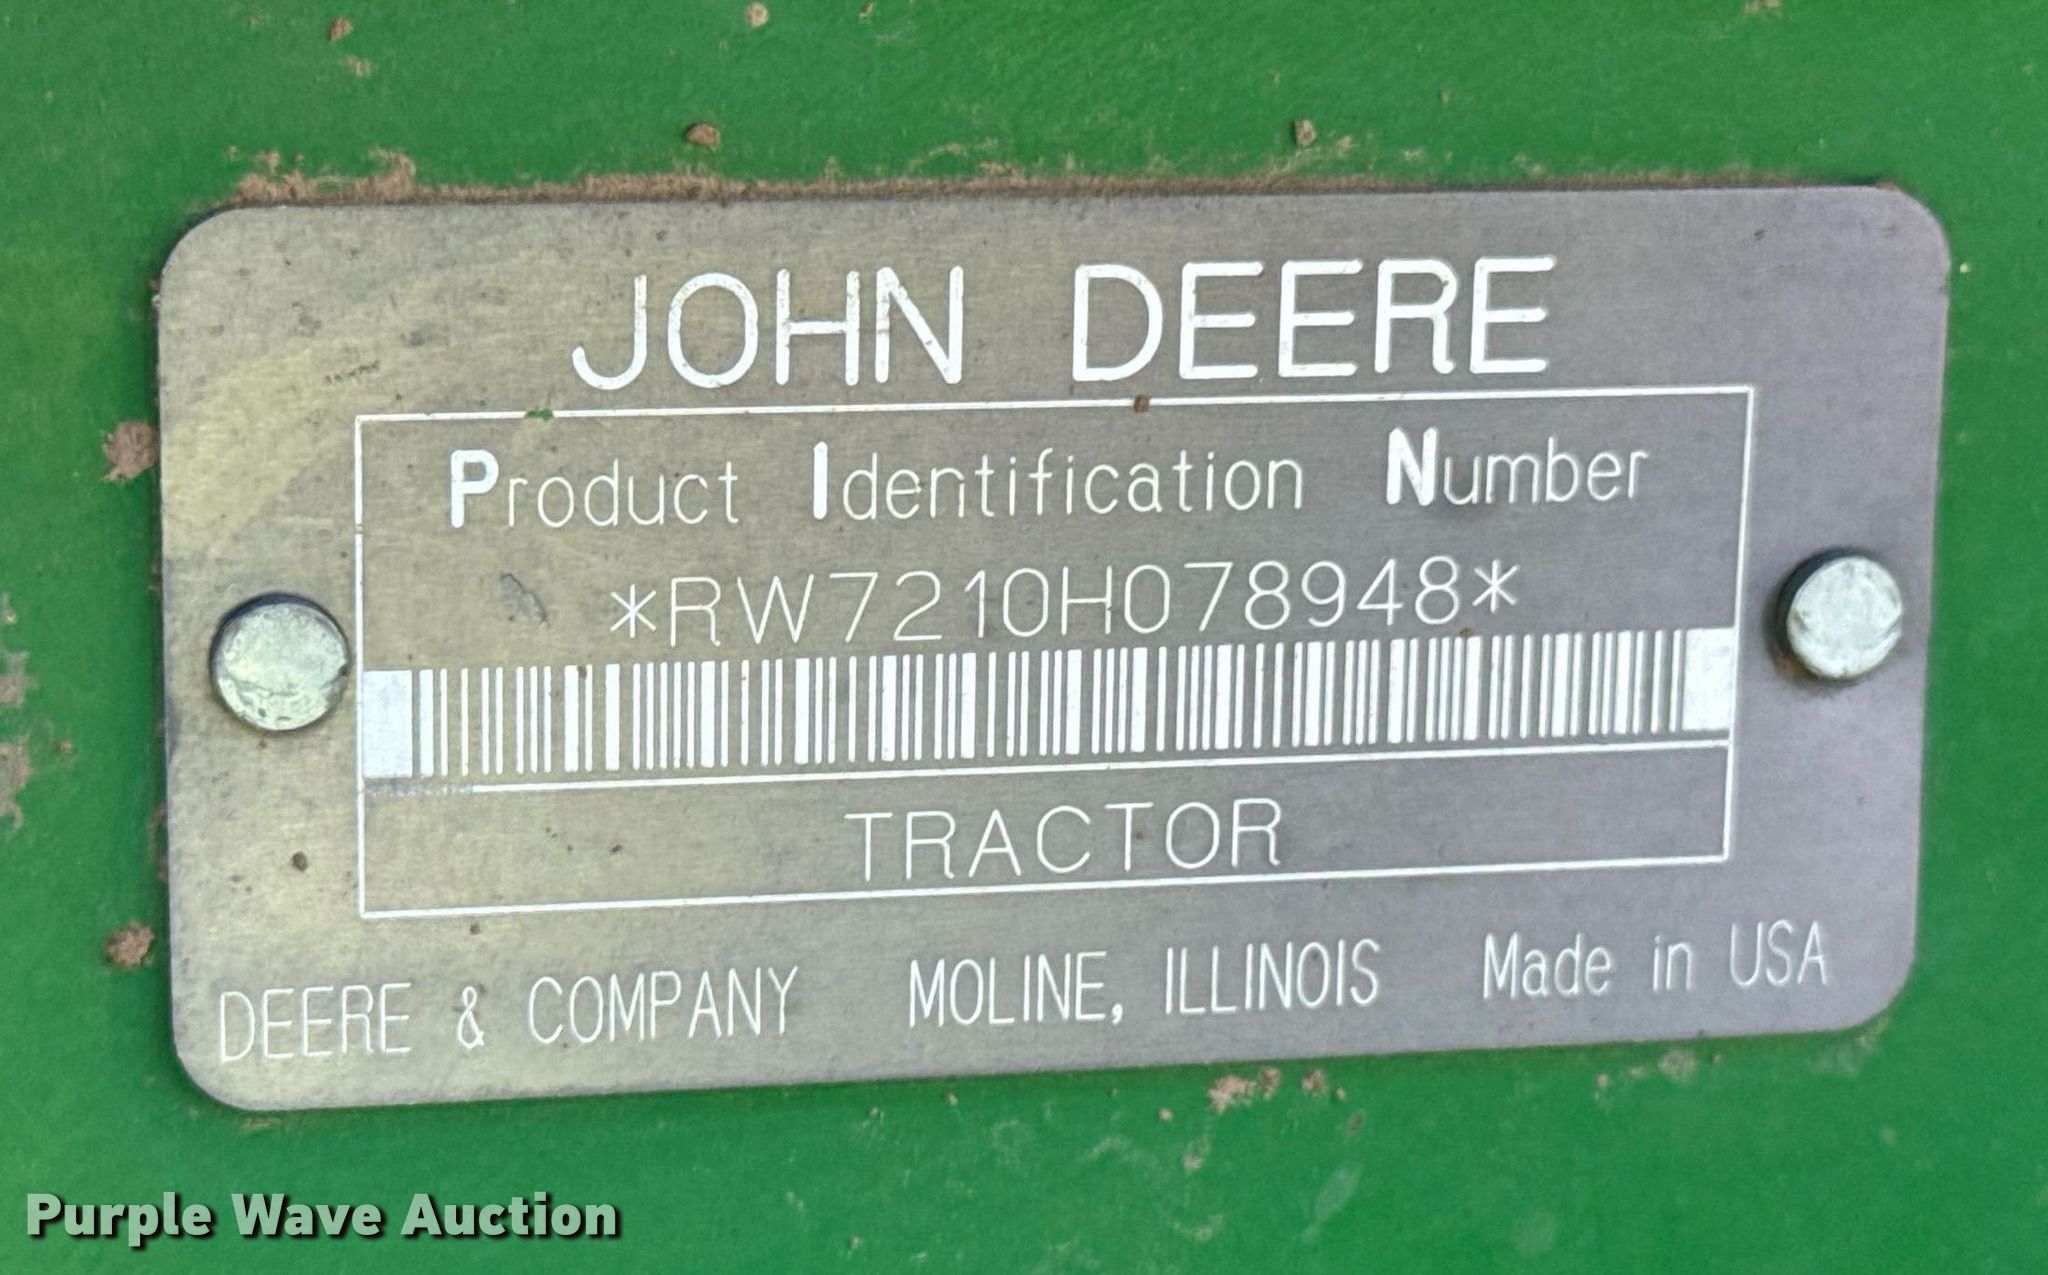 JOHN DEERE
Product Identification Number
*RW7210H078948*
TRACTOR
DEERE & COMPANY MOLINE, ILLINOIS Made in USA
Purple Wave Auction